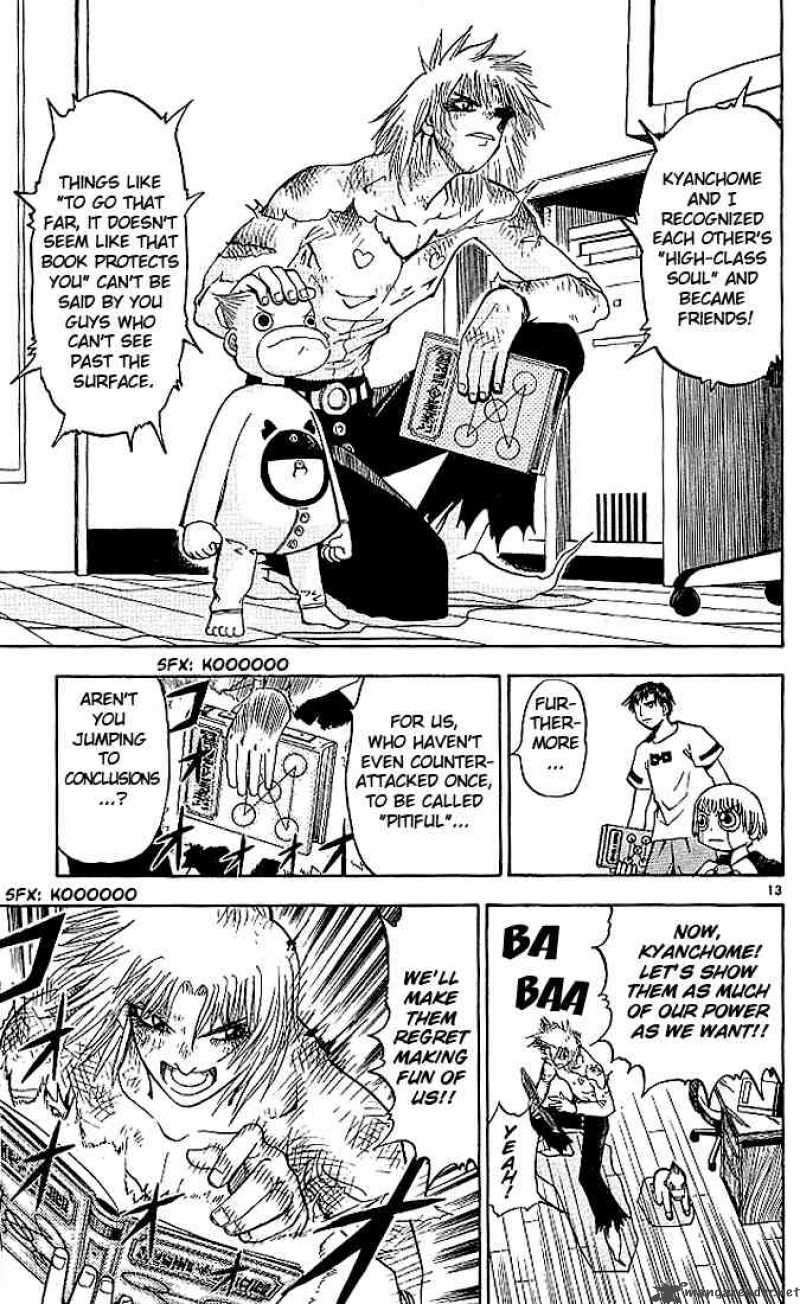 KYANCHOME
AND I
RECOGNIZED
EACH OTHER'S
"HIGH-CLASS
SOUL" AND
BECAME
FRIENDS!
THINGS LIKE
"TO GO THAT
FAR, IT DOESN'T
SEEM LIKE THAT
BOOK PROTECTS
YOU" CAN'T BE
SAID BY YOU
GUYS WHO
CAN'T SEE
PAST THE
SURFACE.
FUR-
THER-
MORE
...
SFX: KOOOOOO
FOR US,
WHO HAVEN'T
EVEN COUNTER-
ATTACKED ONCE,
TO BE CALLED
"PITIFUL"...
AREN'T
YOU
JUMPING
TO
CONCLUSIONS
...?
13
NOW,
KYANCHOME!
LET'S SHOW
THEM AS MUCH
OF OUR POWER
AS WE WANT!!
BA
BAA
YEAH!
SFX: KOOOOOO
WE'LL
MAKE
THEM
REGRET
MAKING
FUN OF
US!!
mangareader.net